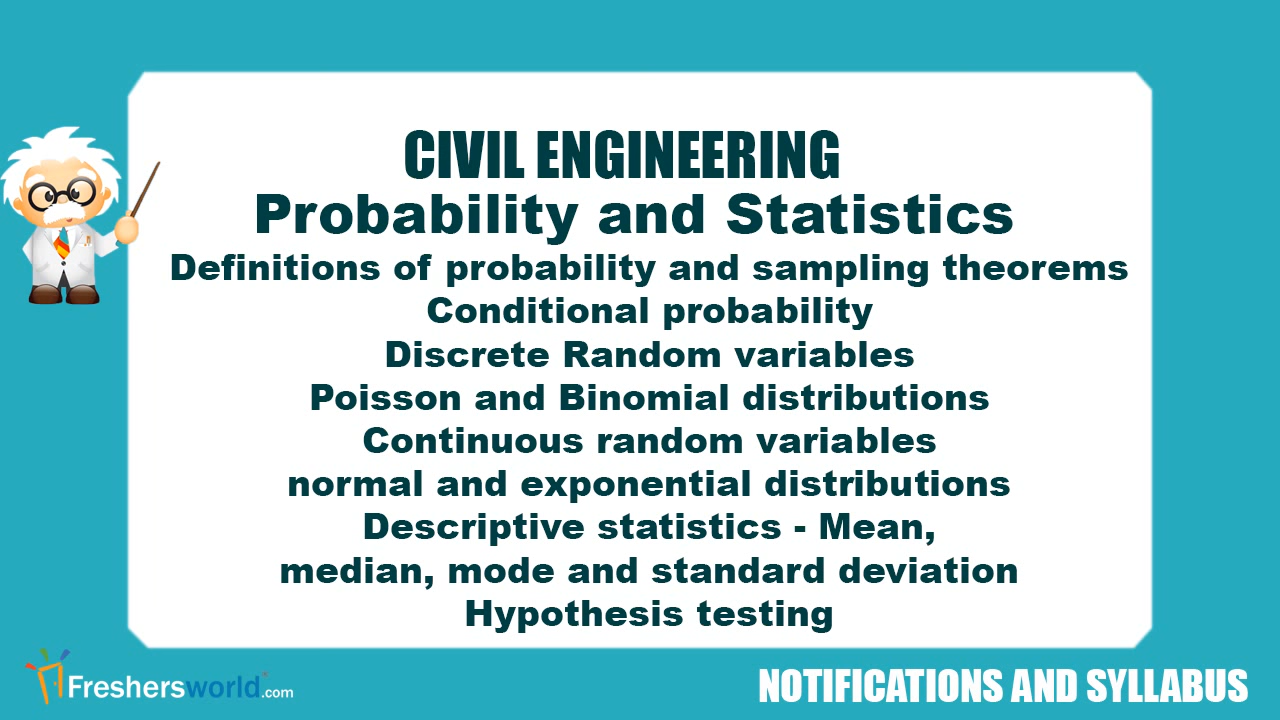 CIVIL ENGINEERING
Probability and Statistics
Definitions of probability and sampling theorems
Conditional probability
Discrete Random variables
Poisson and Binomial distributions
Continuous random variables
normal and exponential distributions
Descriptive statistics - Mean,
median, mode and standard deviation
Hypothesis testing
Freshersworld.com
NOTIFICATIONS AND SYLLABUS